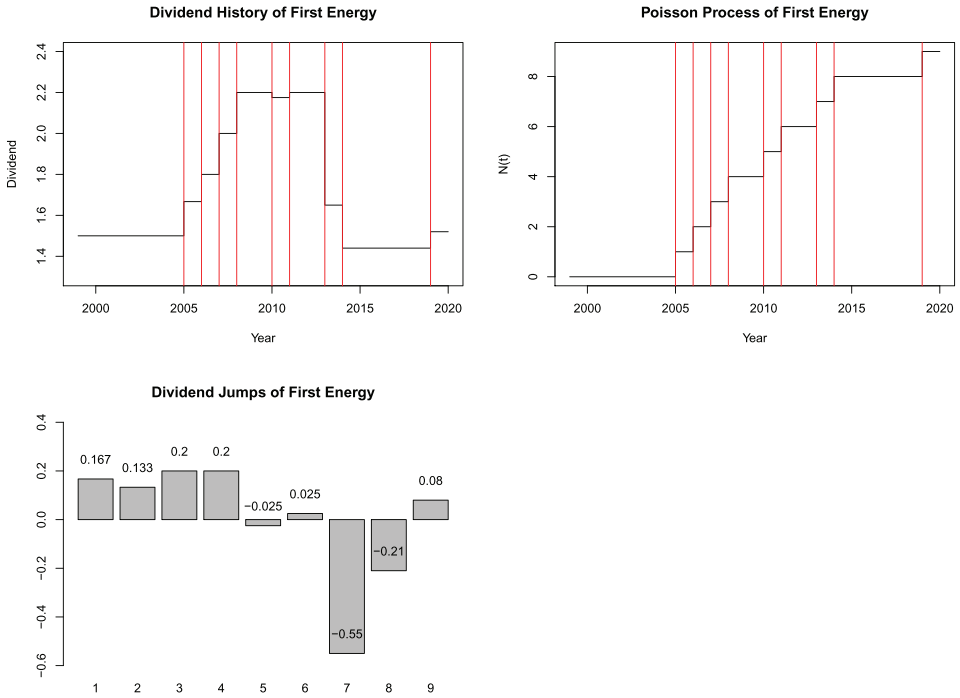 Dividend History of First Energy
2.4
2.2
2.0
1.8
1.6
1.4
Dividend
2000 2005 2010 2015 2020
Year
Poisson Process of First Energy
8
6
4
2
0
N(t)
2000 2005 2010 2015 2020
Year
Dividend Jumps of First Energy
0.4
0.2
0.0
−0.2
−0.4
−0.6
0.167 0.133 0.2 0.2 −0.025 0.025 −0.55 −0.21 0.08
1 2 3 4 5 6 7 8 9